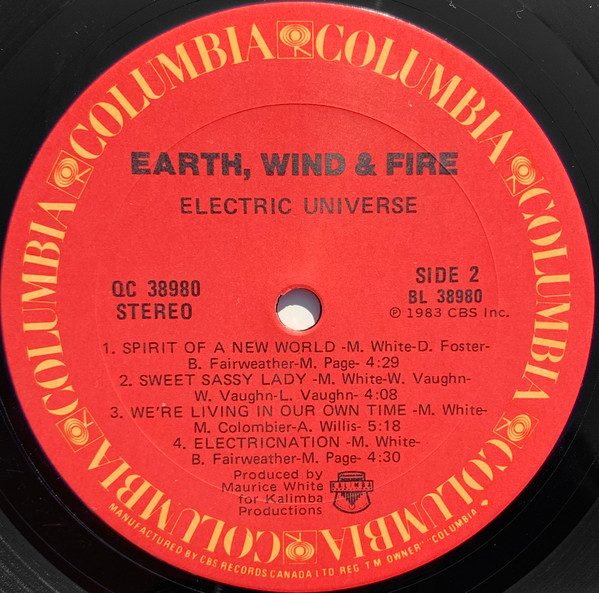 COLUMBIA COLUMBIA COLUMBIA COLUMBIA COLUMBIA COLUMBIA
EARTH, WIND & FIRE
ELECTRIC UNIVERSE
QC 38980
STEREO
SIDE 2
BL 38980
℗ 1983 CBS Inc.
1. SPIRIT OF A NEW WORLD -M. White-D. Foster-
B. Fairweather-M. Page- 4:29
2. SWEET SASSY LADY -M. White-W. Vaughn-
W. Vaughn-L. Vaughn- 4:08
3. WE'RE LIVING IN OUR OWN TIME -M. White-
M. Colombier-A. Willis- 5:18
4. ELECTRICNATION -M. White-
B. Fairweather-M. Page- 4:30
Produced by
Maurice White
for Kalimba
Productions
KALIMBA
MANUFACTURED BY CBS RECORDS CANADA LTD REG T M OWNER "COLUMBIA"